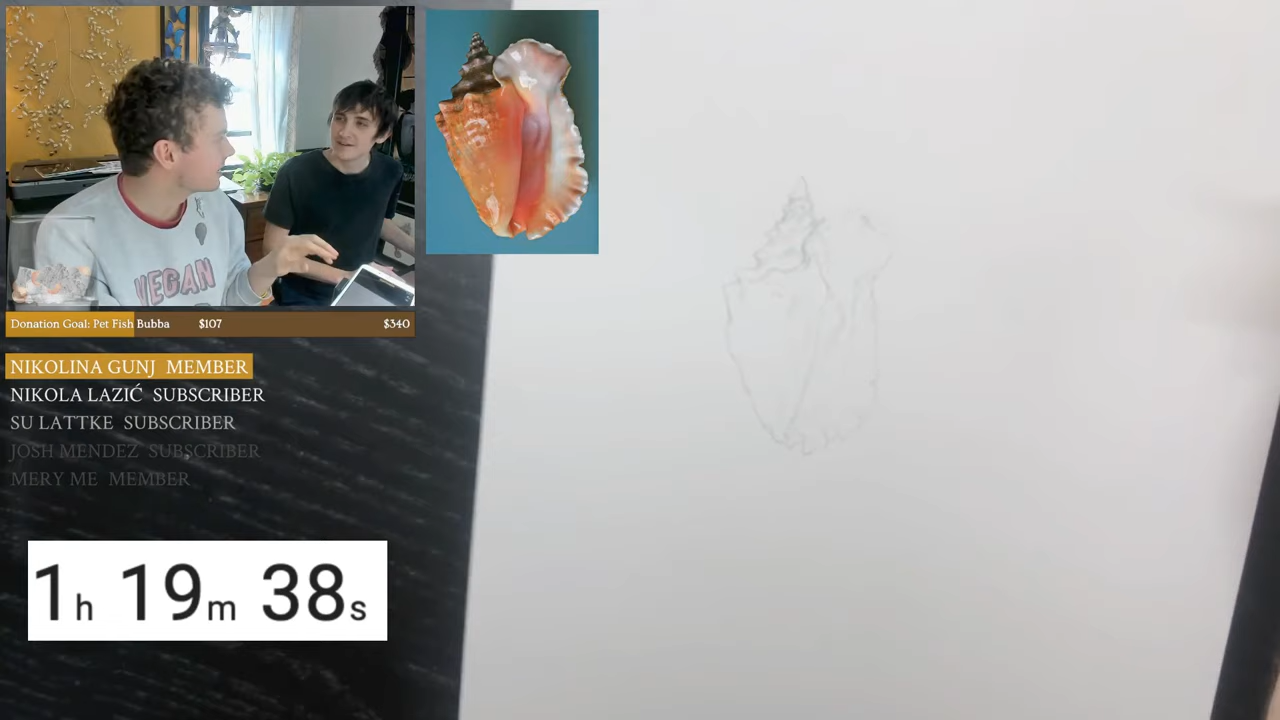 VEGAN
Donation Goal: Pet Fish Bubba $107 $340
NIKOLINA GUNJ MEMBER
NIKOLA LAZIĆ SUBSCRIBER
SU LATTKE SUBSCRIBER
JOSH MENDEZ SUBSCRIBER
MERY ME MEMBER
1h 19m 38s